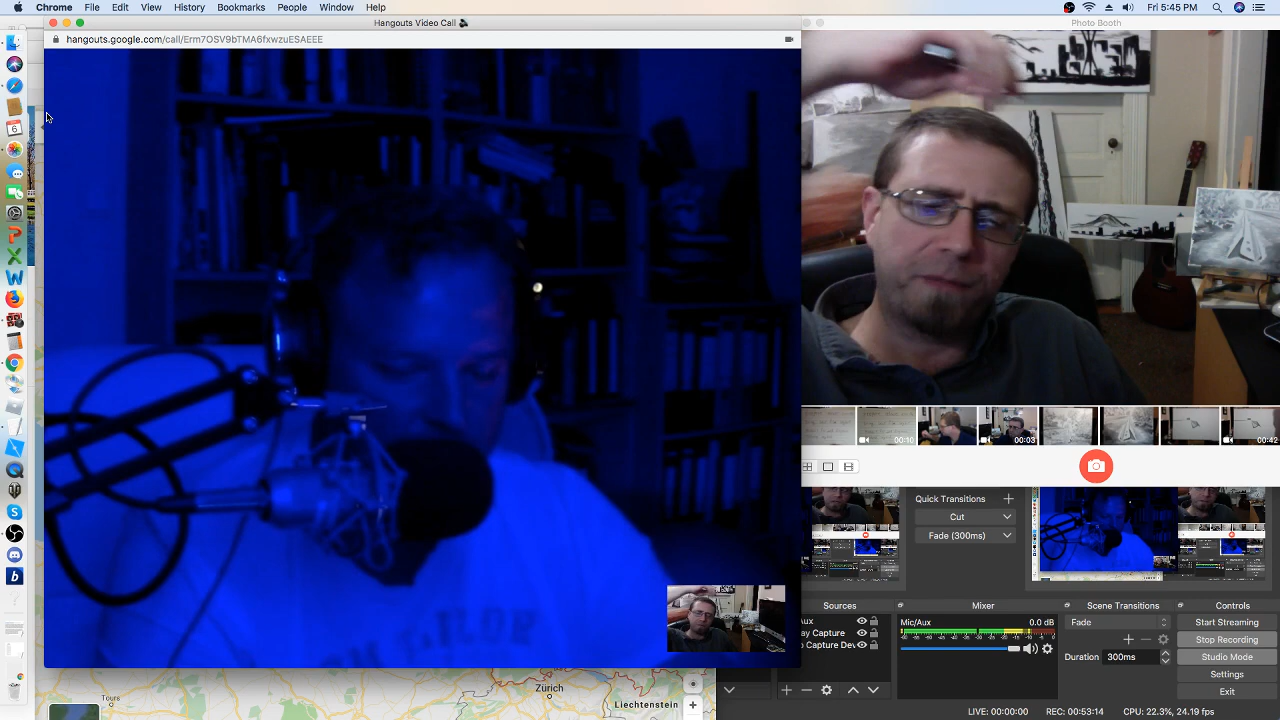 Chrome File Edit View History Bookmarks People Window Help
Fri 5:45 PM
Hangouts Video Call
Photo Booth
hangouts.google.com/call/Erm7OSV9bTMA6fxwzuESAEEE
00:10
00:03
00:42
Quick Transitions
Cut
Fade (300ms)
Sources
Mixer
Scene Transitions
Controls
Mic/Aux
0.0 dB
Fade
Start Streaming
Stop Recording
Duration 300ms
Studio Mode
Settings
Exit
LIVE: 00:00:00
REC: 00:53:14
CPU: 22.3%, 24.19 fps
Tours
Zürich
Liechtenstein